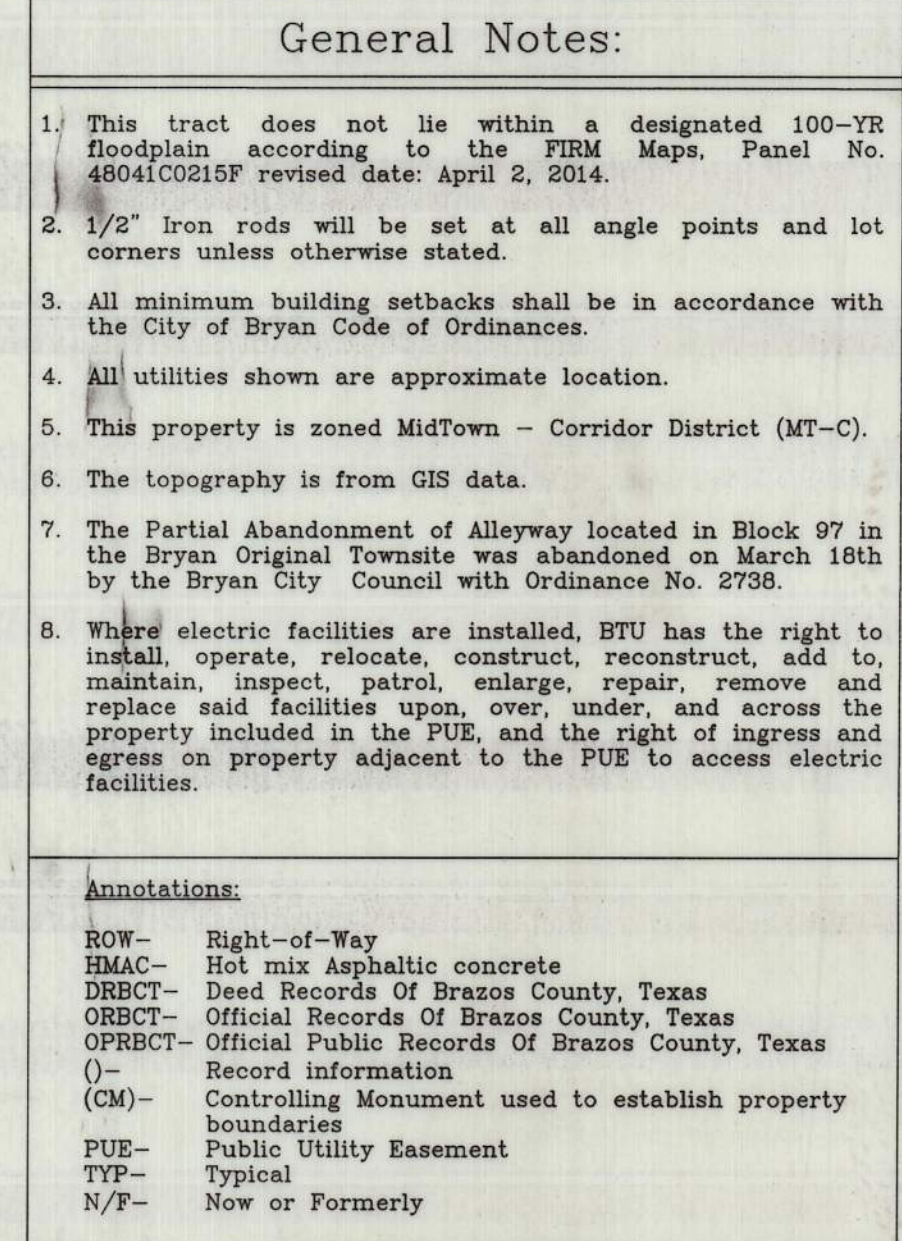 General Notes:
1. This tract does not lie within a designated 100-YR
floodplain according to the FIRM Maps, Panel No.
48041C0215F revised date: April 2, 2014.
2. 1/2" Iron rods will be set at all angle points and lot
corners unless otherwise stated.
3. All minimum building setbacks shall be in accordance with
the City of Bryan Code of Ordinances.
4. All utilities shown are approximate location.
5. This property is zoned MidTown - Corridor District (MT-C).
6. The topography is from GIS data.
7. The Partial Abandonment of Alleyway located in Block 97 in
the Bryan Original Townsite was abandoned on March 18th
by the Bryan City Council with Ordinance No. 2738.
8. Where electric facilities are installed, BTU has the right to
install, operate, relocate, construct, reconstruct, add to,
maintain, inspect, patrol, enlarge, repair, remove and
replace said facilities upon, over, under, and across the
property included in the PUE, and the right of ingress and
egress on property adjacent to the PUE to access electric
facilities.
Annotations:
ROW- Right-of-Way
HMAC- Hot mix Asphaltic concrete
DRBCT- Deed Records Of Brazos County, Texas
ORBCT- Official Records Of Brazos County, Texas
OPRBCT- Official Public Records Of Brazos County, Texas
()- Record information
(CM)- Controlling Monument used to establish property
boundaries
PUE- Public Utility Easement
TYP- Typical
N/F- Now or Formerly